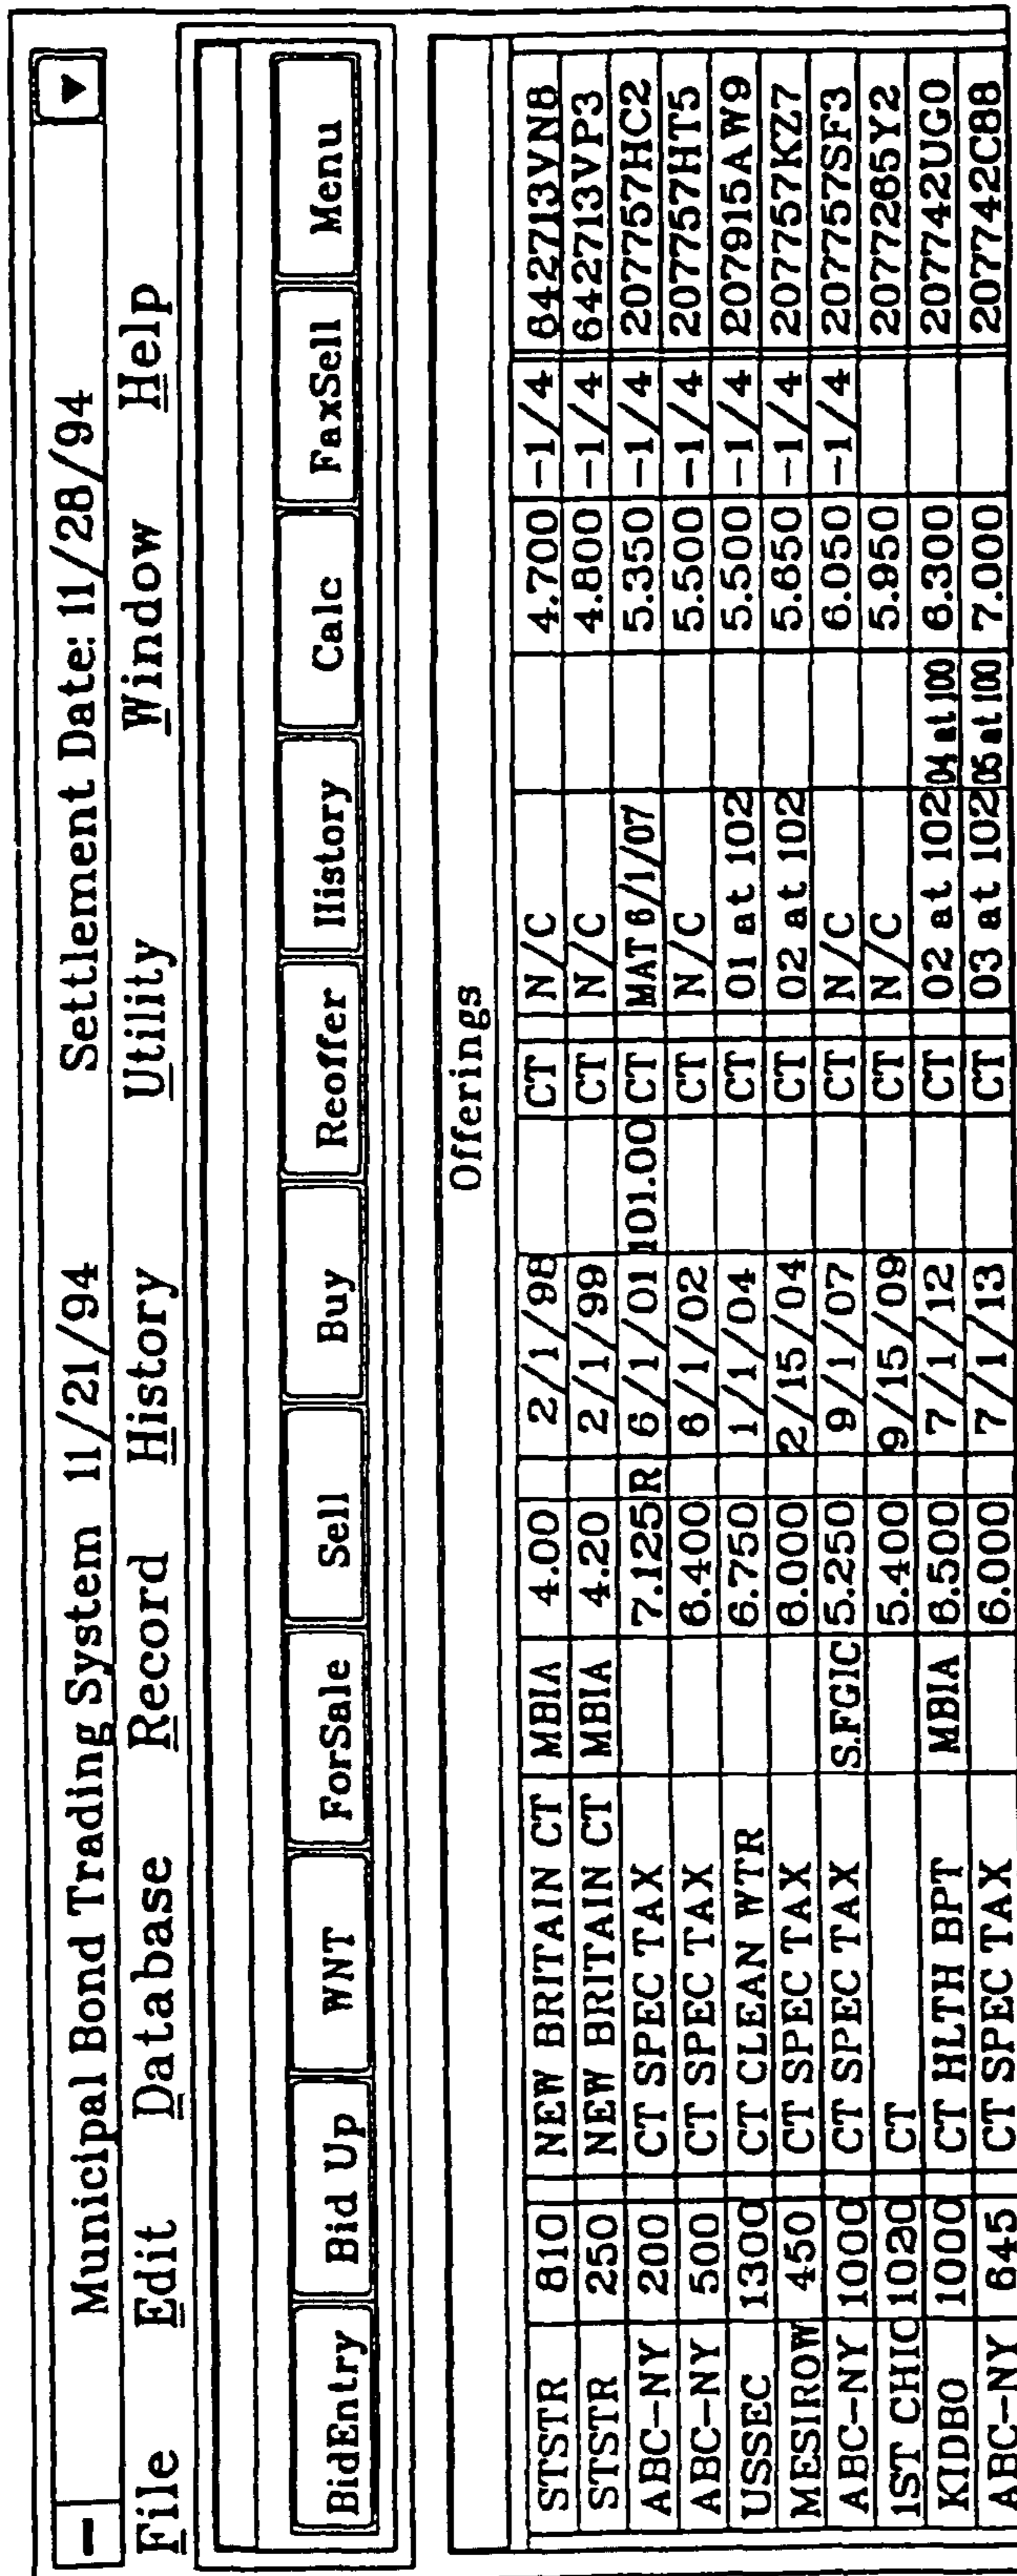 Municipal Bond Trading System 11/21/94 Settlement Date: 11/28/94
File Edit Database Record History Utility Window Help
BidEntry Bid Up WNT ForSale Sell Buy Reoffer History Calc FaxSell Menu
Offerings
STSTR 810 NEW BRITAIN CT MBIA 4.00 2/1/98 CT N/C 4.700 -1/4 642713VN8
STSTR 250 NEW BRITAIN CT MBIA 4.20 2/1/99 CT N/C 4.800 -1/4 642713VP3
ABC-NY 200 CT SPEC TAX 7.125 R 6/1/01 101.00 CT MAT 6/1/07 5.350 -1/4 207757HC2
ABC-NY 500 CT SPEC TAX 6.400 6/1/02 CT N/C 5.500 -1/4 207757HT5
USSEC 1300 CT CLEAN WTR 6.750 1/1/04 CT 01 at 102 5.500 -1/4 207915AW9
MESIROW 450 CT SPEC TAX 6.000 2/15/04 CT 02 at 102 5.650 -1/4 207757KZ7
ABC-NY 1000 CT SPEC TAX S.FGIC 5.250 9/1/07 CT N/C 6.050 -1/4 207757SF3
1ST CHIC 1020 CT 5.400 9/15/09 CT N/C 5.950 2077265Y2
KIDBO 1000 CT HLTH BPT MBIA 6.500 7/1/12 CT 02 at 102 04 at 100 6.300 207742UG0
ABC-NY 645 CT SPEC TAX 6.000 7/1/13 CT 03 at 102 05 at 100 7.000 207742C88